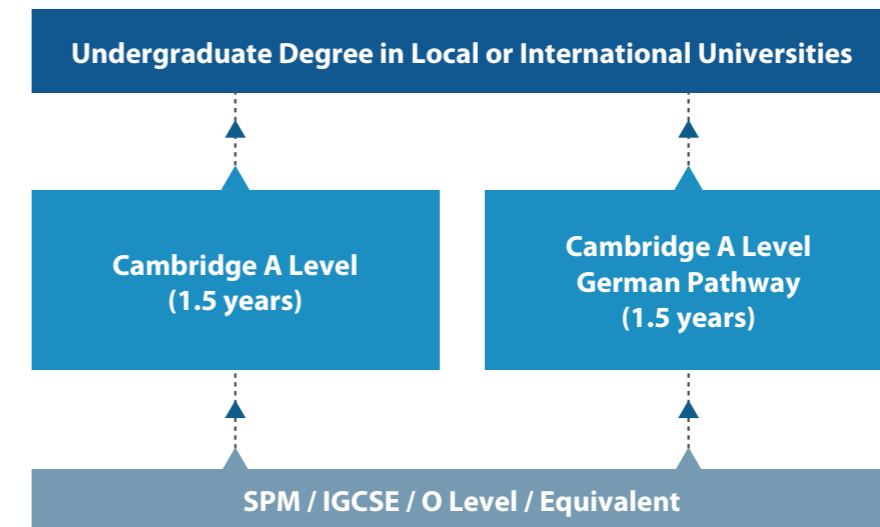 Undergraduate Degree in Local or International Universities
Cambridge A Level
(1.5 years)
Cambridge A Level
German Pathway
(1.5 years)
SPM / IGCSE / O Level / Equivalent